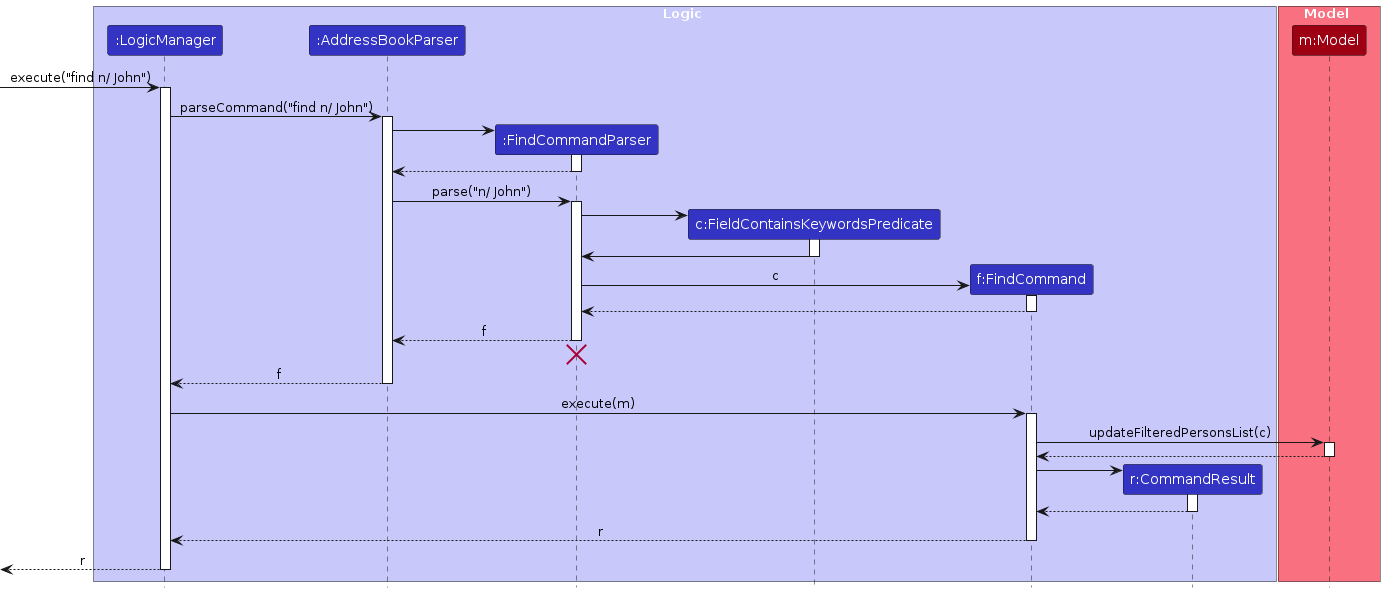 Logic
Model
:LogicManager
:AddressBookParser
m:Model
execute("find n/ John")
parseCommand("find n/ John")
:FindCommandParser
parse("n/ John")
c:FieldContainsKeywordsPredicate
c
f:FindCommand
f
f
execute(m)
updateFilteredPersonsList(c)
r:CommandResult
r
r